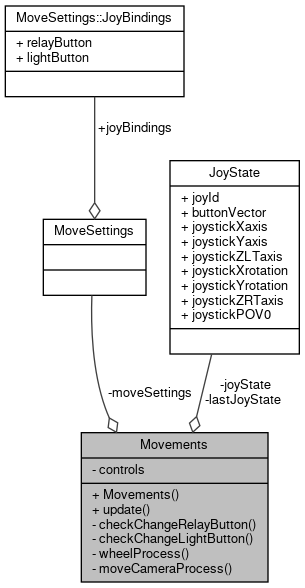 MoveSettings::JoyBindings
+ relayButton
+ lightButton
+joyBindings
JoyState
+ joyId
+ buttonVector
+ joystickXaxis
+ joystickYaxis
+ joystickZLTaxis
+ joystickXrotation
+ joystickYrotation
+ joystickZRTaxis
+ joystickPOV0
MoveSettings
-moveSettings
-joyState
-lastJoyState
Movements
- controls
+ Movements()
+ update()
- checkChangeRelayButton()
- checkChangeLightButton()
- wheelProcess()
- moveCameraProcess()